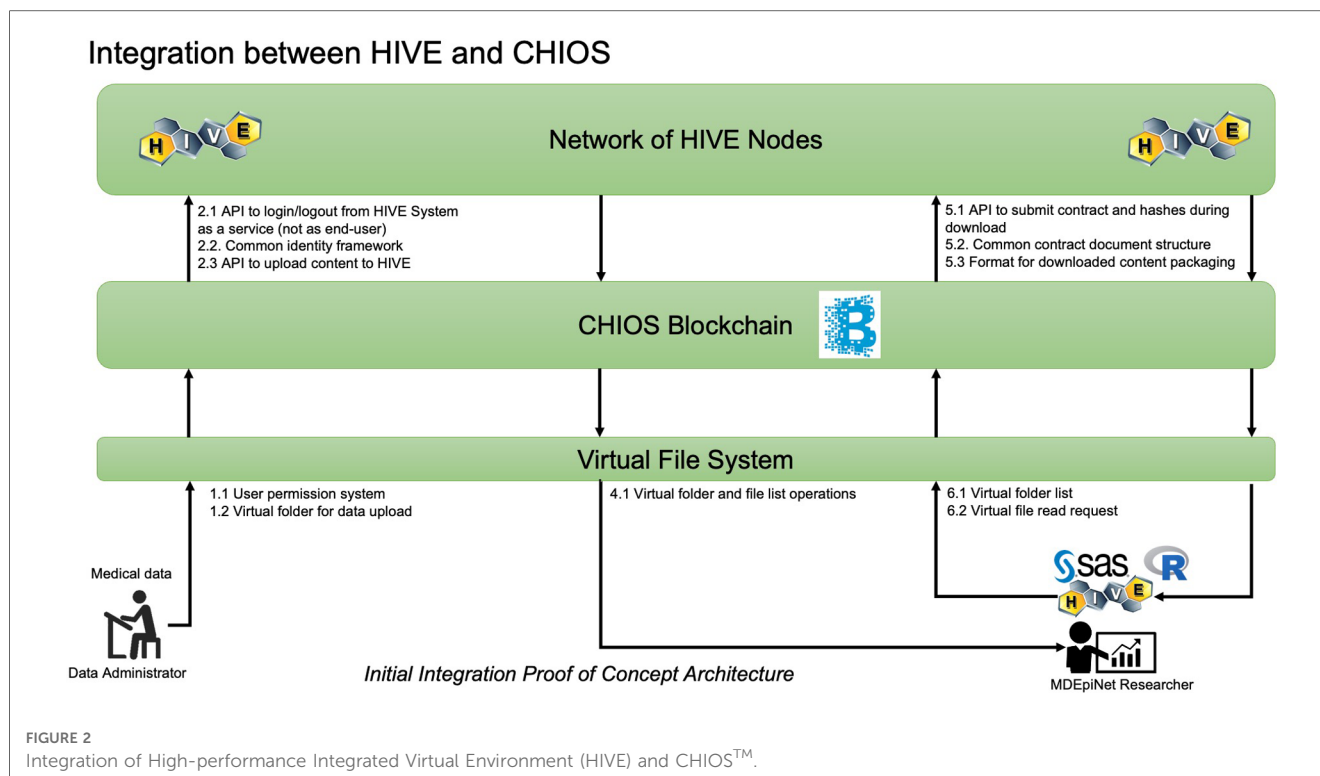 Integration between HIVE and CHIOS
HIVE
Network of HIVE Nodes
HIVE
2.1 API to login/logout from HIVE System
as a service (not as end-user)
2.2. Common identity framework
2.3 API to upload content to HIVE
5.1 API to submit contract and hashes during
download
5.2. Common contract document structure
5.3 Format for downloaded content packaging
CHIOS Blockchain
B
Virtual File System
1.1 User permission system
1.2 Virtual folder for data upload
4.1 Virtual folder and file list operations
6.1 Virtual folder list
6.2 Virtual file read request
Medical data
Data Administrator
sas.
R
HIVE
MDEpiNet Researcher
Initial Integration Proof of Concept Architecture
FIGURE 2
Integration of High-performance Integrated Virtual Environment (HIVE) and CHIOS™.